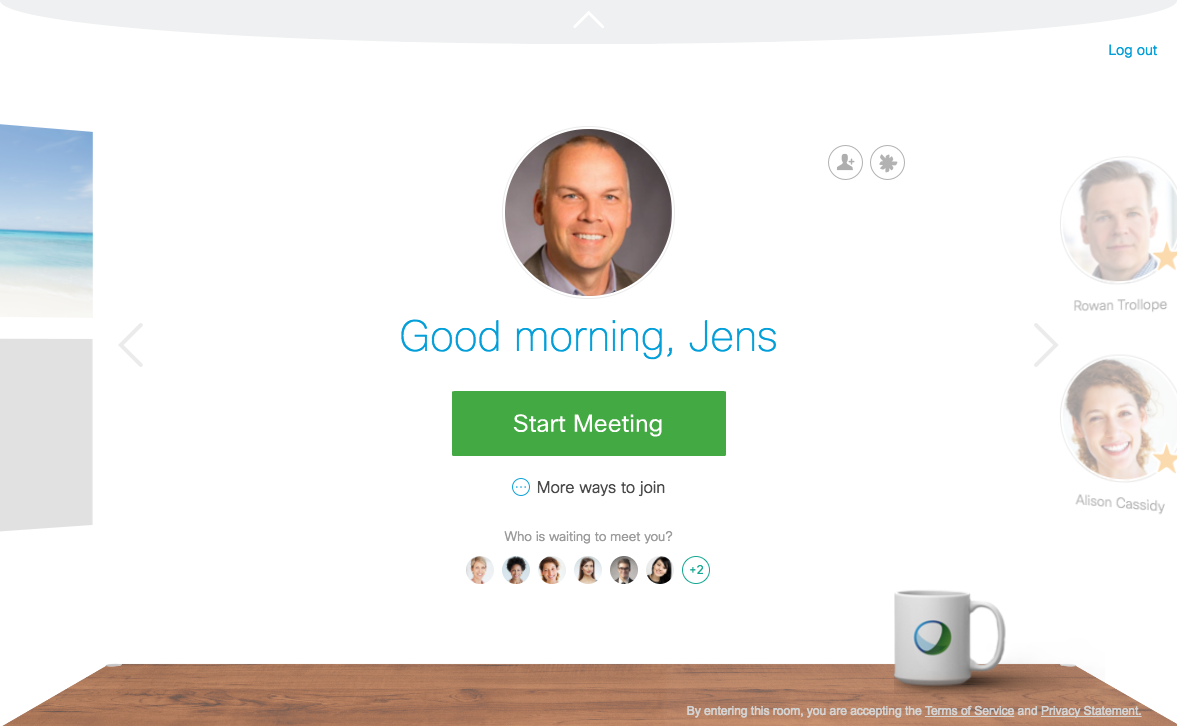 Log out
Rowan Trollope
Good morning, Jens
Start Meeting
More ways to join
Alison Cassidy
Who is waiting to meet you?
+2
By entering this room, you are accepting the Terms of Service and Privacy Statement.